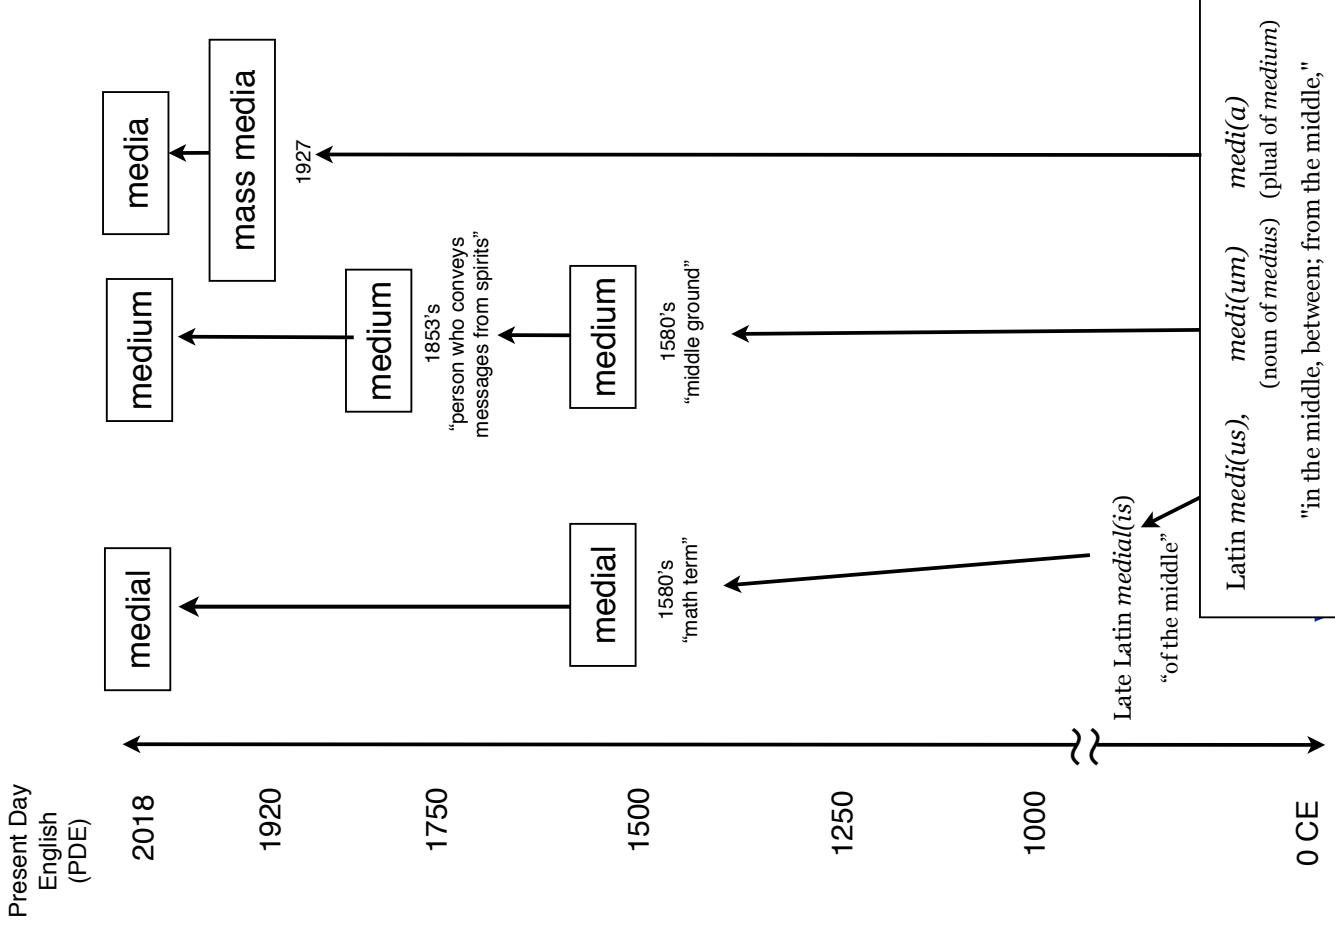 Present Day
English
(PDE)
2018
1920
1750
1500
1250
1000
0 CE
medial
medial
1580's
“math term”
Late Latin medial(is)
“of the middle”
medium
medium
1853's
“person who conveys
messages from spirits”
medium
1580's
“middle ground”
media
mass media
1927
Latin medi(us), medi(um) medi(a)
(noun of medius) (plual of medium)
"in the middle, between; from the middle,"